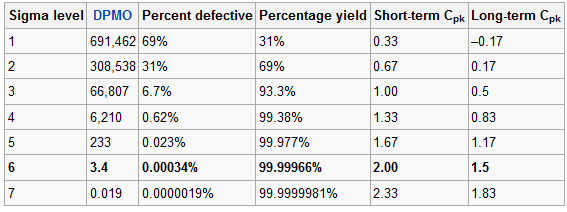 Sigma level DPMO Percent defective Percentage yield Short-term Cpk Long-term Cpk
1 691,462 69% 31% 0.33 –0.17
2 308,538 31% 69% 0.67 0.17
3 66,807 6.7% 93.3% 1.00 0.5
4 6,210 0.62% 99.38% 1.33 0.83
5 233 0.023% 99.977% 1.67 1.17
6 3.4 0.00034% 99.99966% 2.00 1.5
7 0.019 0.0000019% 99.9999981% 2.33 1.83